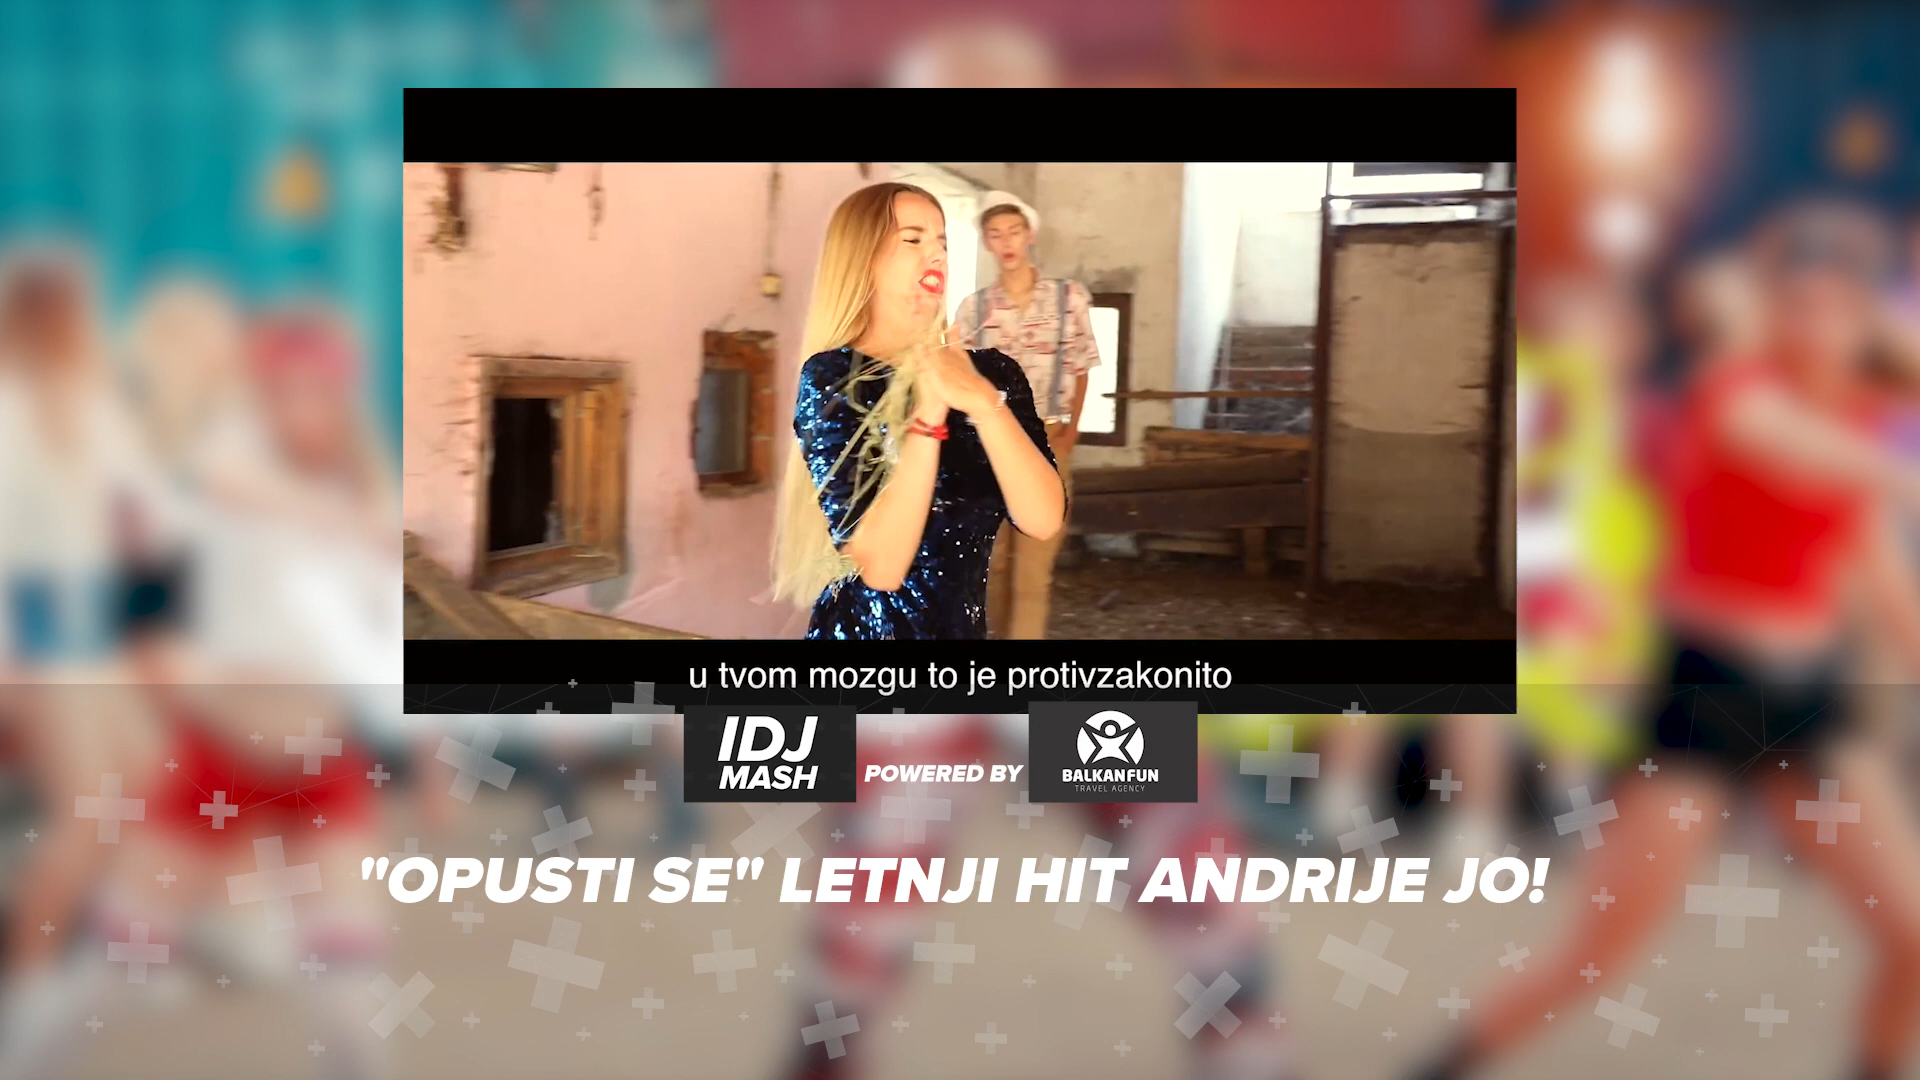 u tvom mozgu to je protivzakonito
IDJ
MASH
POWERED BY
BALKANFUN
TRAVEL AGENCY
"OPUSTI SE" LETNJI HIT ANDRIJE JO!